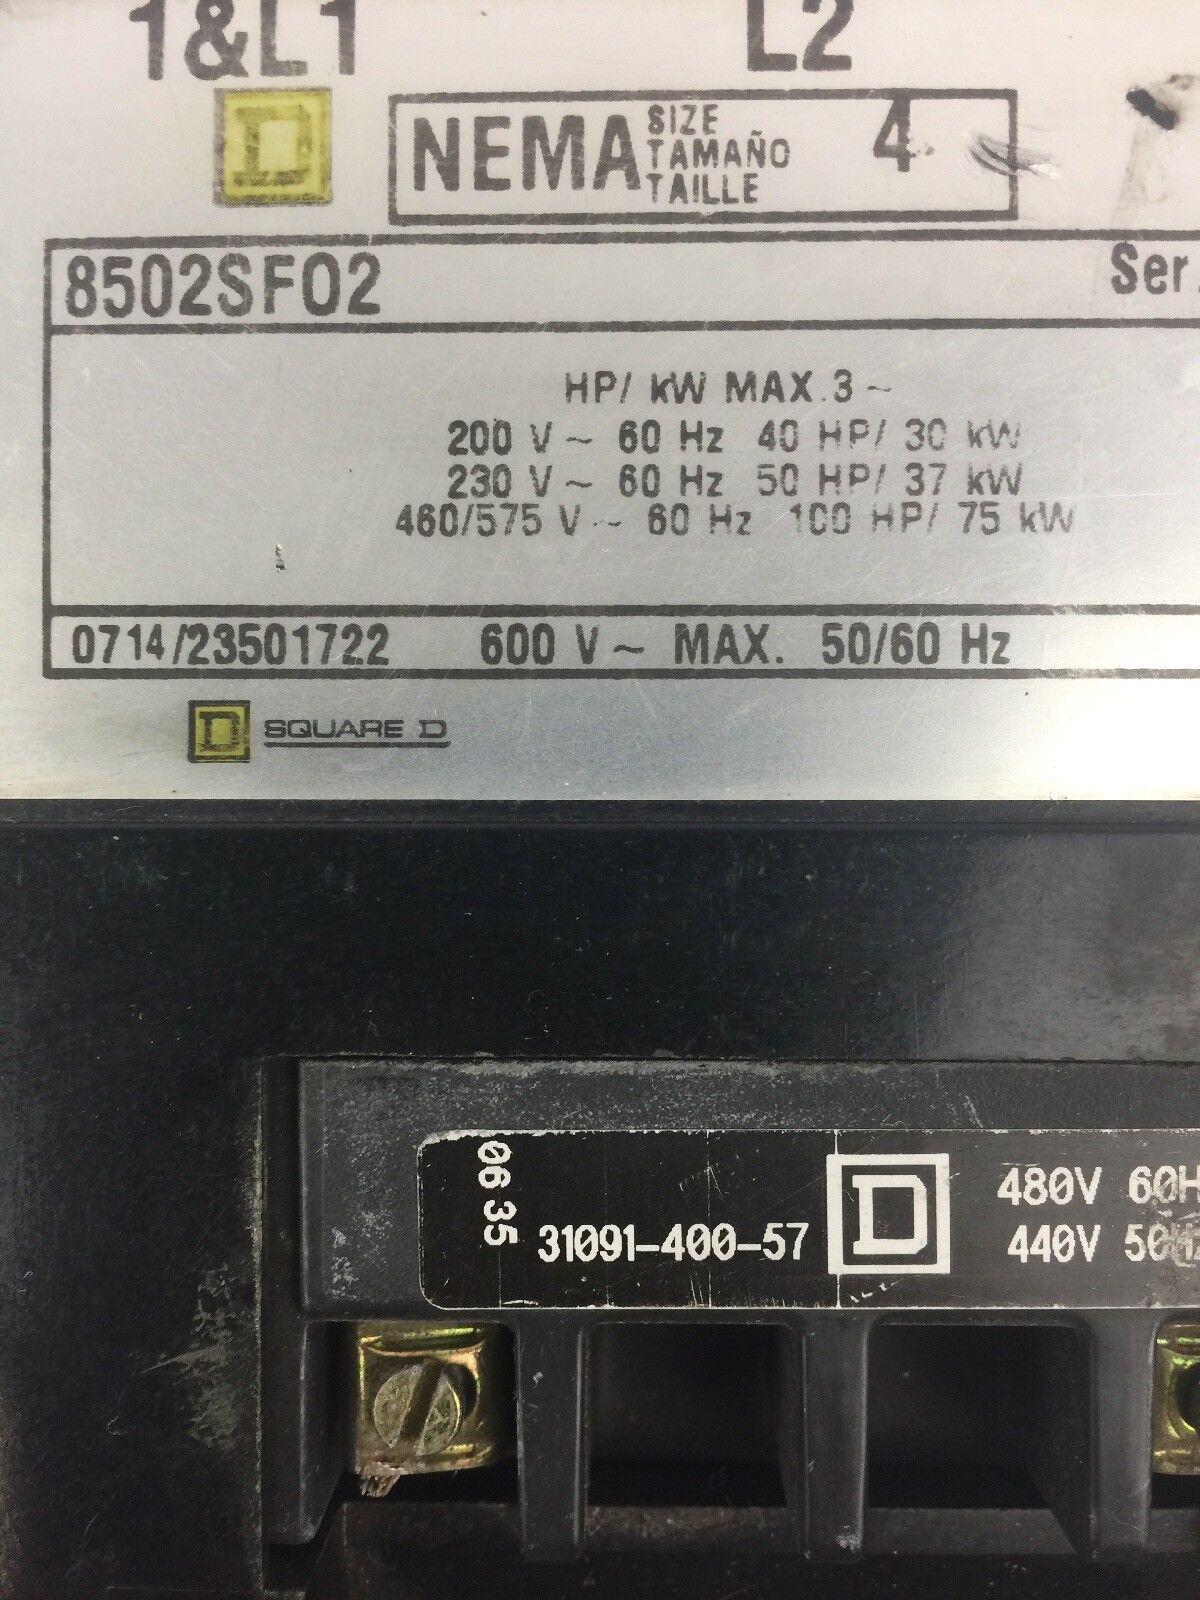 1&L1 L2
D
NEMA SIZE 4
TAMAÑO
TAILLE
8502SFO2 Ser.
HP/ kW MAX.3 ~
200 V ~ 60 Hz 40 HP/ 30 kW
230 V ~ 60 Hz 50 HP/ 37 kW
460/575 V ~ 60 Hz 100 HP/ 75 kW
0714/23501722 600 V ~ MAX. 50/60 Hz
D SQUARE D
06 35
31091-400-57 D
480V 60H
440V 50Hz